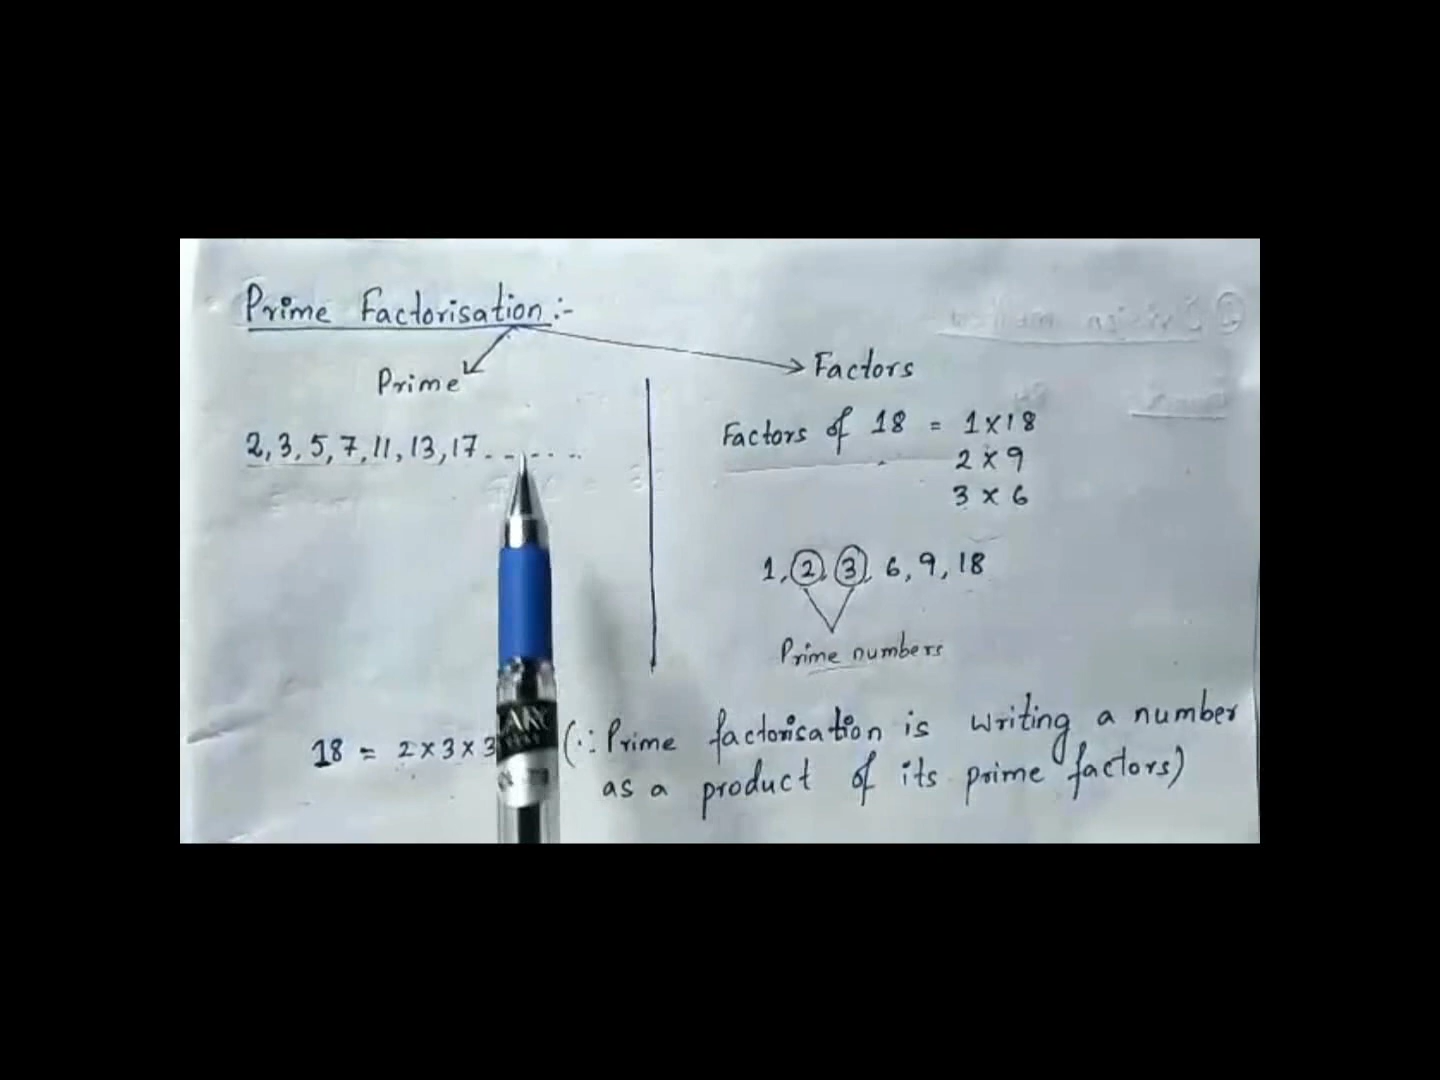 Prime Factorisation :-
Prime
Factors
2, 3, 5, 7, 11, 13, 17 . . . . . .
Factors of 18 = 1 × 18
2 × 9
3 × 6
1, 2, 3, 6, 9, 18
Prime numbers
18 = 2 × 3 × 3 (∵ Prime factorisation is writing a number
as a product of its prime factors)